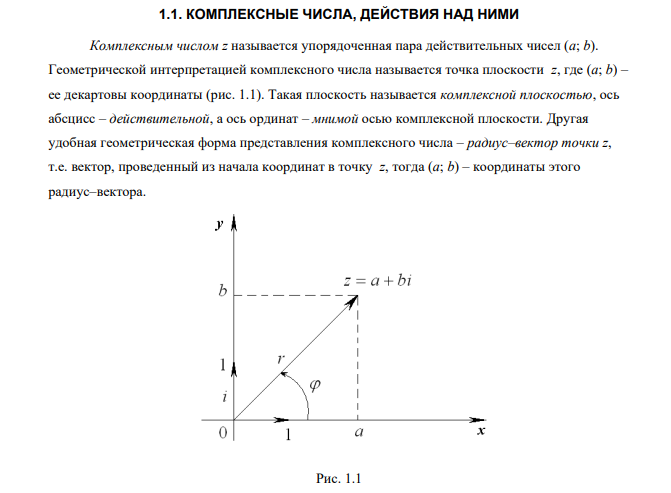 1.1. КОМПЛЕКСНЫЕ ЧИСЛА, ДЕЙСТВИЯ НАД НИМИ
Комплексным числом z называется упорядоченная пара действительных чисел (a; b).
Геометрической интерпретацией комплексного числа называется точка плоскости z, где (a; b) –
ее декартовы координаты (рис. 1.1). Такая плоскость называется комплексной плоскостью, ось
абсцисс – действительной, а ось ординат – мнимой осью комплексной плоскости. Другая
удобная геометрическая форма представления комплексного числа – радиус–вектор точки z,
т.е. вектор, проведенный из начала координат в точку z, тогда (a; b) – координаты этого
радиус–вектора.
y
z = a + bi
b
1
r
φ
i
0
1
a
x
Рис. 1.1